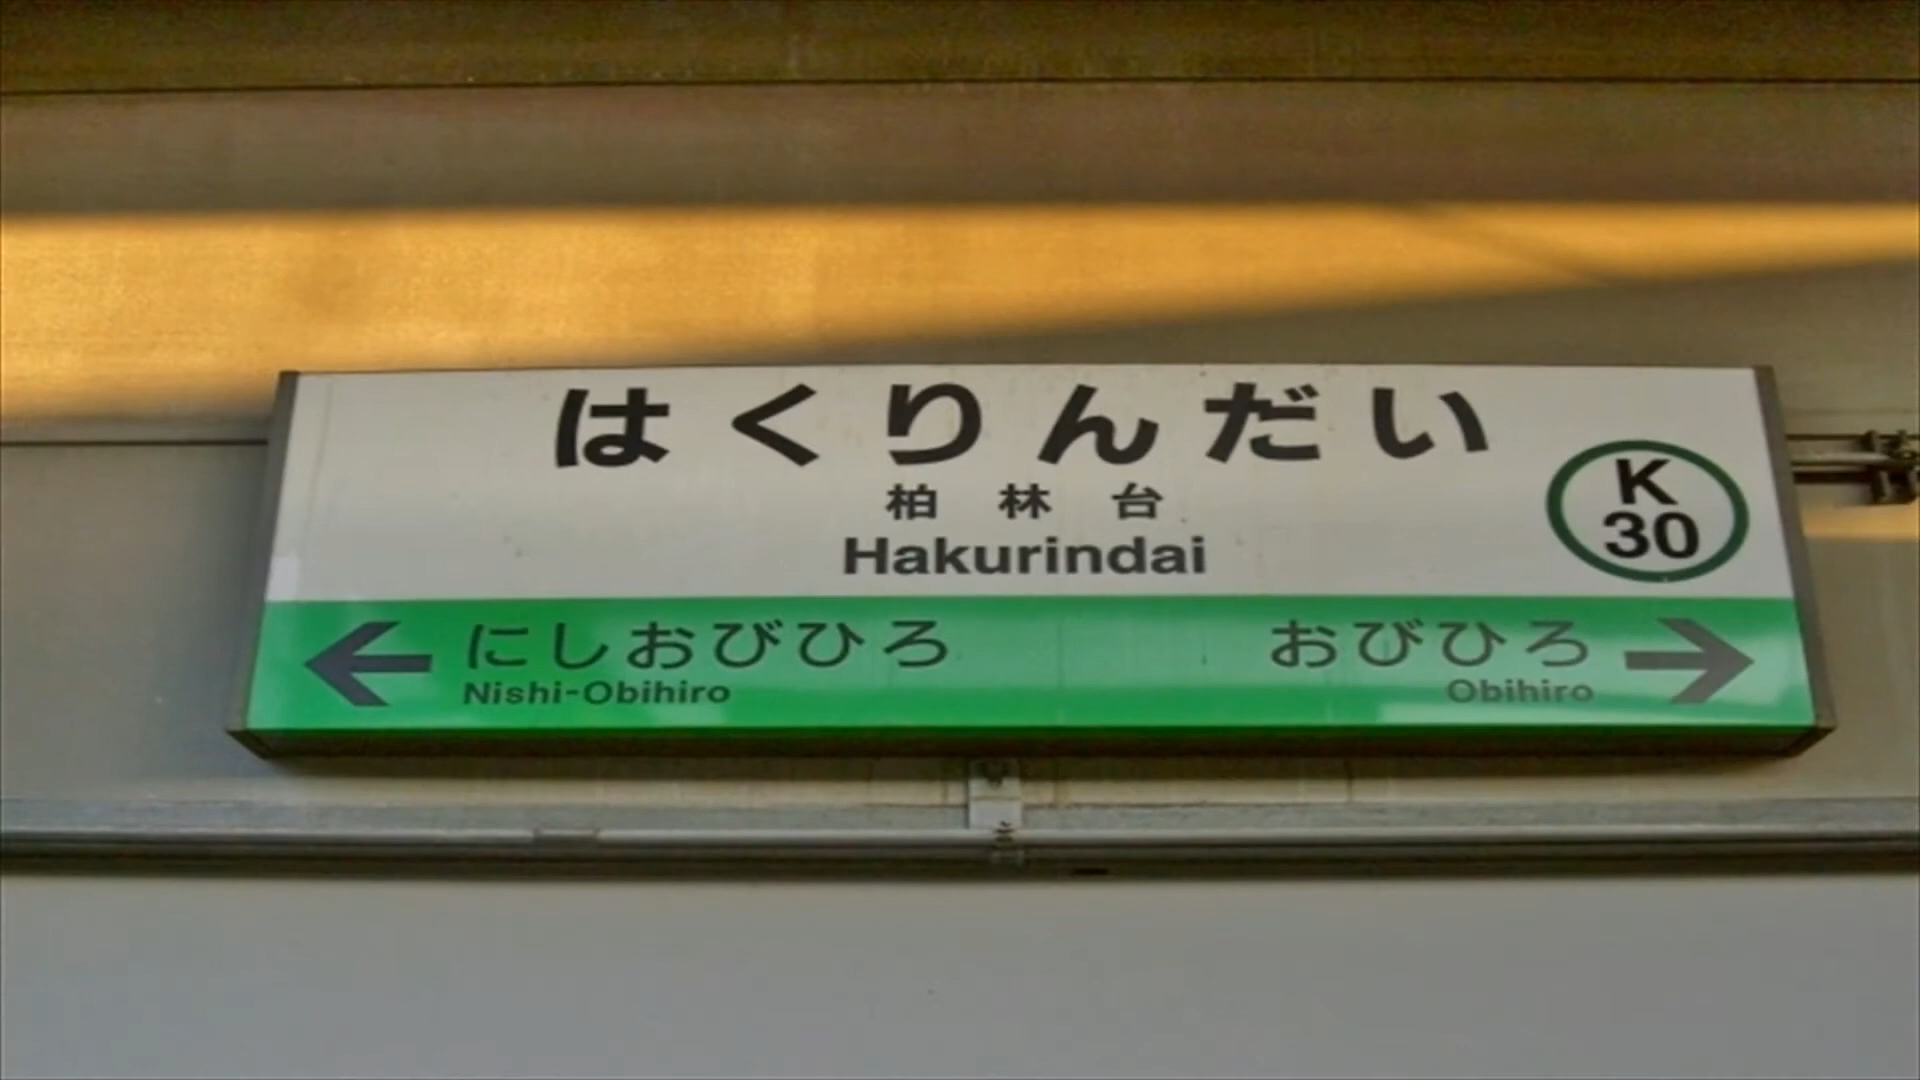 はくりんだい
柏林台
Hakurindai
K
30
← にしおびひろ
Nishi-Obihiro
おびひろ →
Obihiro